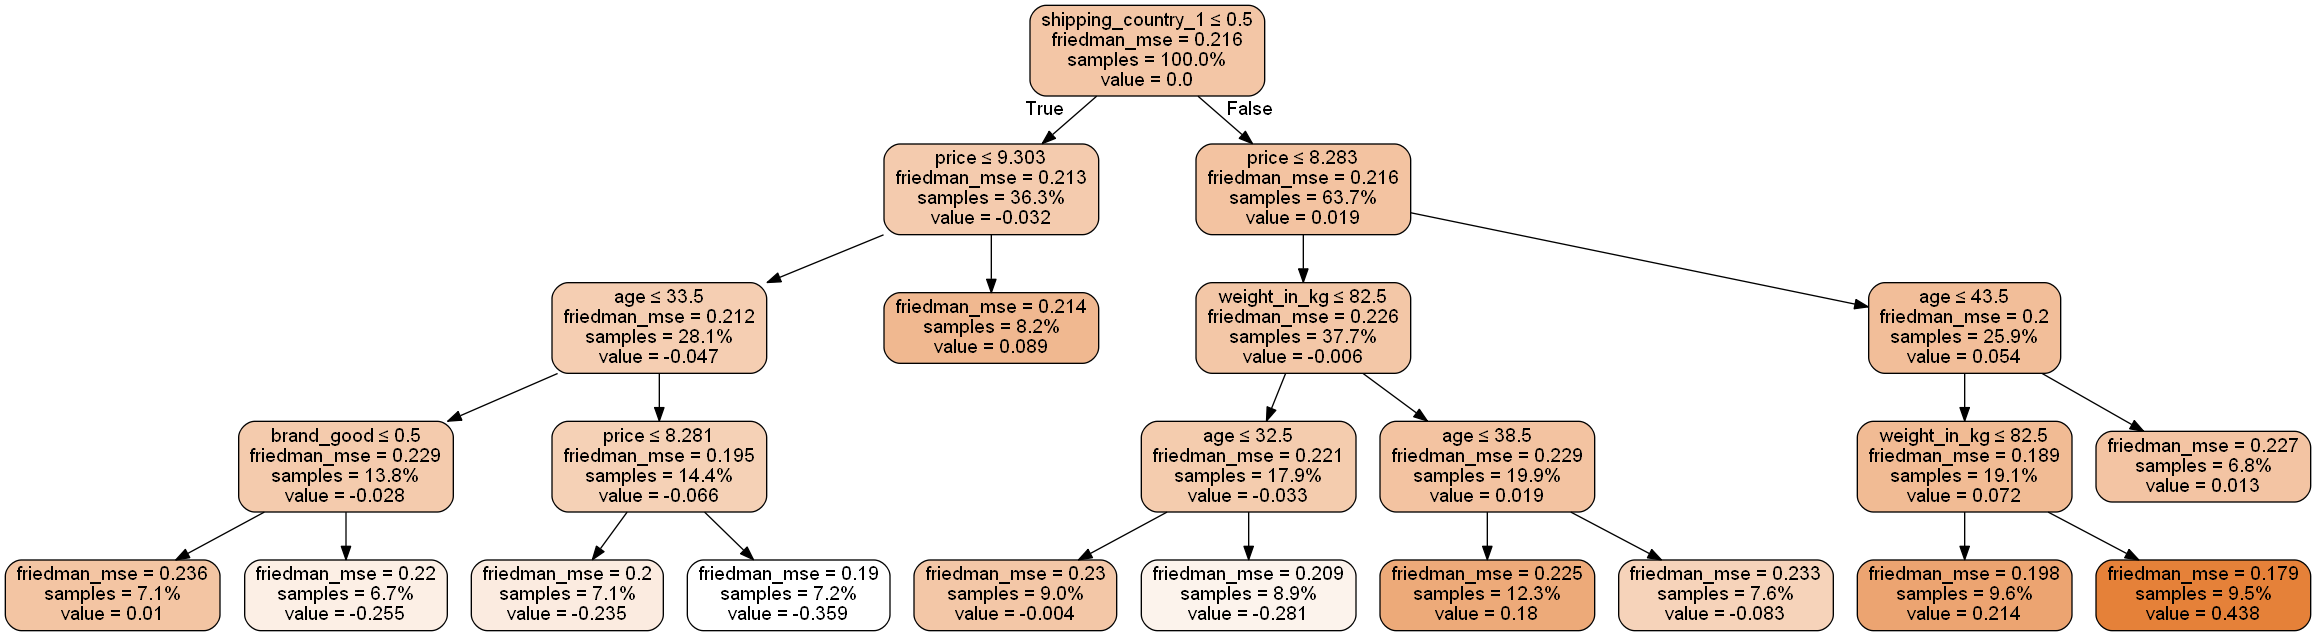 shipping_country_1 ≤ 0.5
friedman_mse = 0.216
samples = 100.0%
value = 0.0
True
False
price ≤ 9.303
friedman_mse = 0.213
samples = 36.3%
value = -0.032
price ≤ 8.283
friedman_mse = 0.216
samples = 63.7%
value = 0.019
age ≤ 33.5
friedman_mse = 0.212
samples = 28.1%
value = -0.047
friedman_mse = 0.214
samples = 8.2%
value = 0.089
weight_in_kg ≤ 82.5
friedman_mse = 0.226
samples = 37.7%
value = -0.006
age ≤ 43.5
friedman_mse = 0.2
samples = 25.9%
value = 0.054
brand_good ≤ 0.5
friedman_mse = 0.229
samples = 13.8%
value = -0.028
price ≤ 8.281
friedman_mse = 0.195
samples = 14.4%
value = -0.066
age ≤ 32.5
friedman_mse = 0.221
samples = 17.9%
value = -0.033
age ≤ 38.5
friedman_mse = 0.229
samples = 19.9%
value = 0.019
weight_in_kg ≤ 82.5
friedman_mse = 0.189
samples = 19.1%
value = 0.072
friedman_mse = 0.227
samples = 6.8%
value = 0.013
friedman_mse = 0.236
samples = 7.1%
value = 0.01
friedman_mse = 0.22
samples = 6.7%
value = -0.255
friedman_mse = 0.2
samples = 7.1%
value = -0.235
friedman_mse = 0.19
samples = 7.2%
value = -0.359
friedman_mse = 0.23
samples = 9.0%
value = -0.004
friedman_mse = 0.209
samples = 8.9%
value = -0.281
friedman_mse = 0.225
samples = 12.3%
value = 0.18
friedman_mse = 0.233
samples = 7.6%
value = -0.083
friedman_mse = 0.198
samples = 9.6%
value = 0.214
friedman_mse = 0.179
samples = 9.5%
value = 0.438